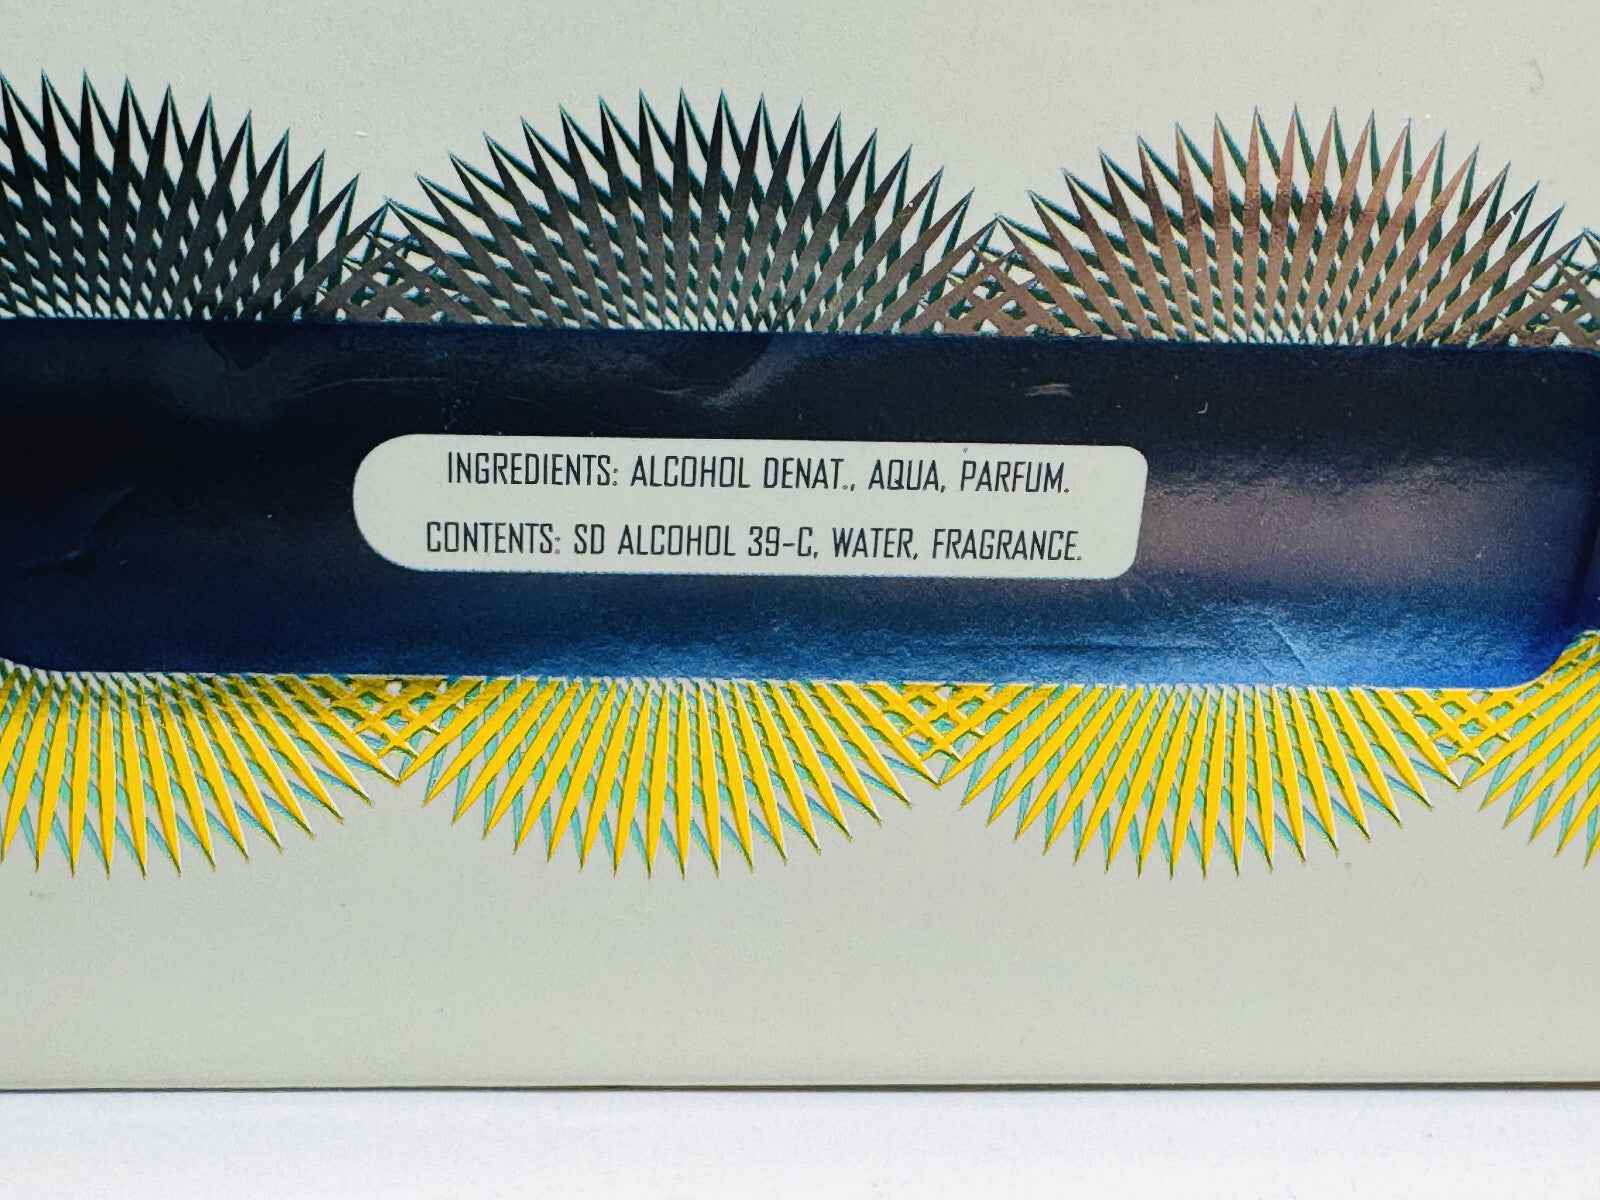 INGREDIENTS: ALCOHOL DENAT., AQUA, PARFUM.
CONTENTS: SD ALCOHOL 39-C, WATER, FRAGRANCE.